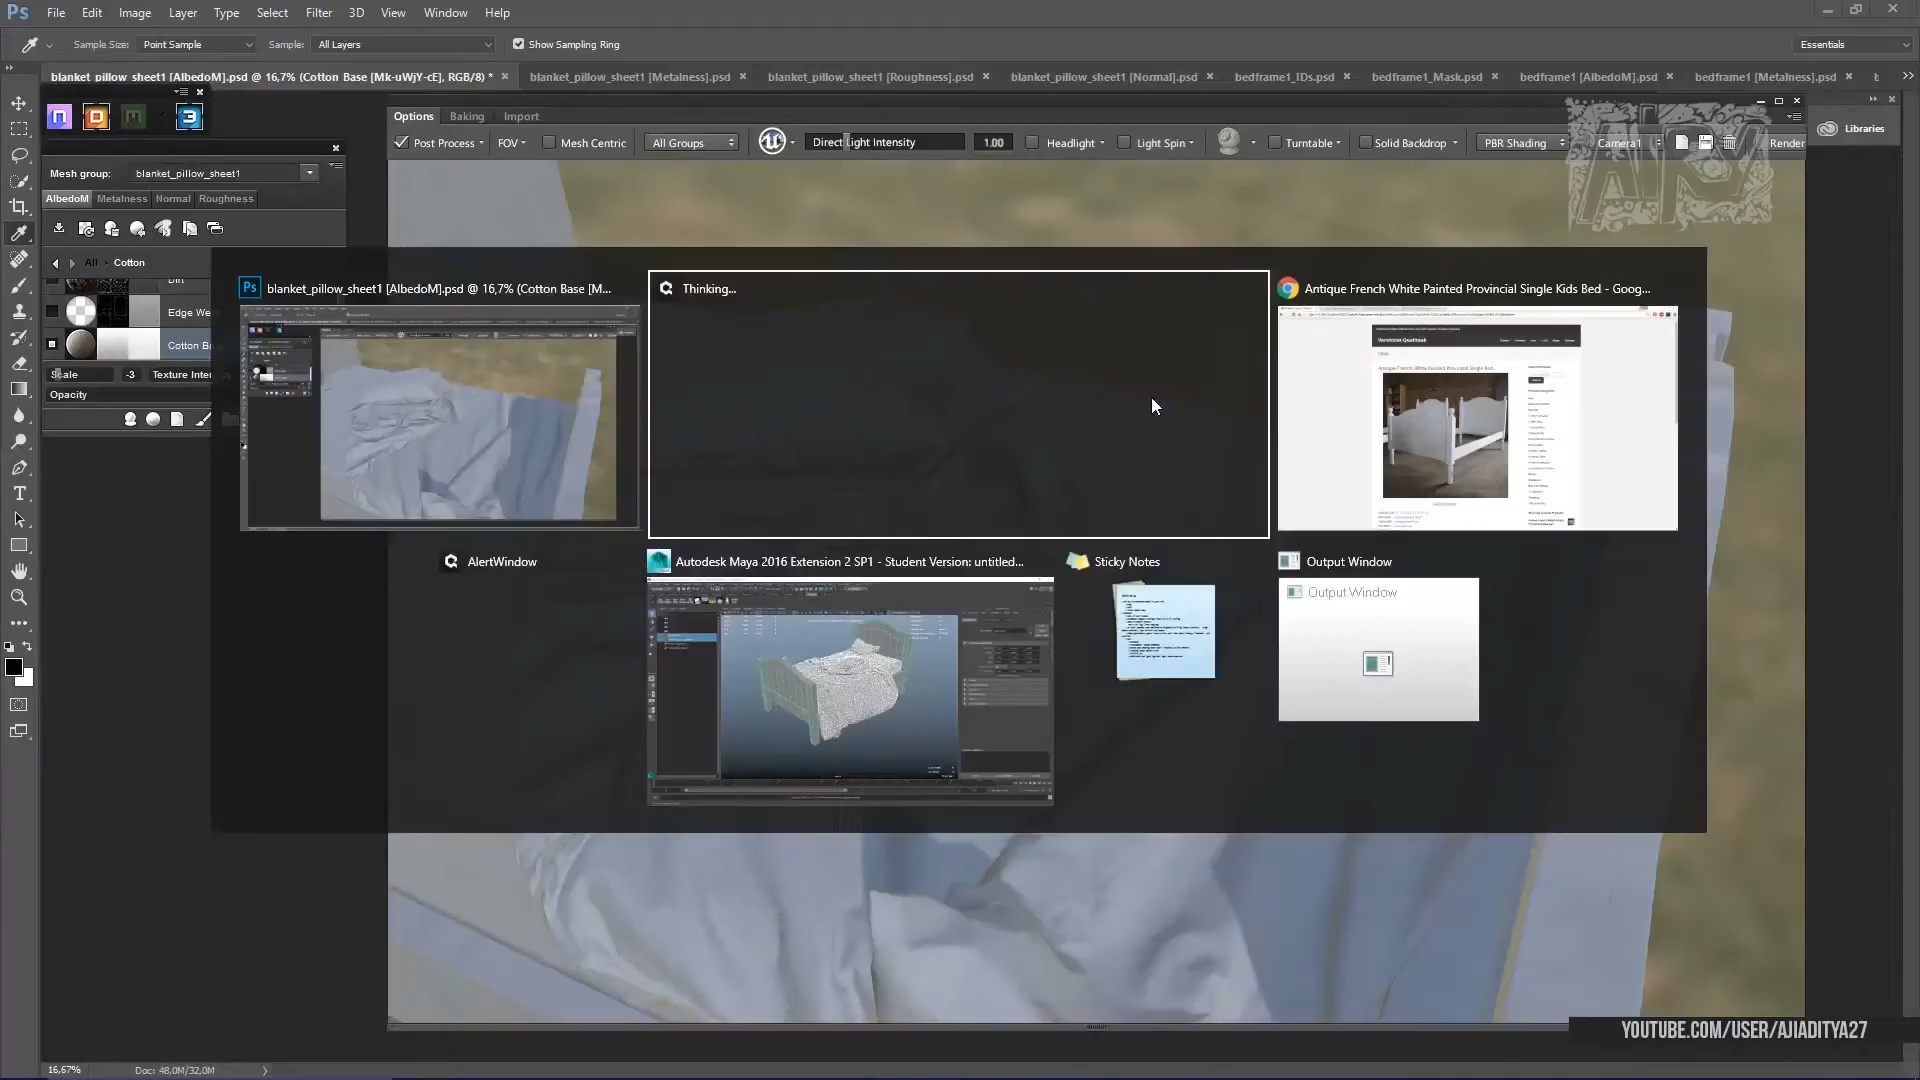 Ps File Edit Image Layer Type Select Filter 3D View Window Help
Sample Size: Point Sample Sample: All Layers Show Sampling Ring Essentials
blanket_pillow_sheet1 [AlbedoM].psd @ 16,7% (Cotton Base [Mk-uWjY-cE], RGB/8) * blanket_pillow_sheet1 [Metalness].psd blanket_pillow_sheet1 [Roughness].psd blanket_pillow_sheet1 [Normal].psd bedframe1_IDs.psd bedframe1_Mask.psd bedframe1 [AlbedoM].psd bedframe1 [Metalness].psd
Options Baking Import
Libraries
Post Process FOV Mesh Centric All Groups Direct Light Intensity 1.00 Headlight Light Spin Turntable Solid Backdrop PBR Shading Camera1 Render
Mesh group: blanket_pillow_sheet1
AlbedoM Metalness Normal Roughness
All Cotton
Dirt
Edge We
Cotton B
Scale -3 Texture Inter
Opacity
Ps blanket_pillow_sheet1 [AlbedoM].psd @ 16,7% (Cotton Base [M...
Thinking...
Antique French White Painted Provincial Single Kids Bed - Goog...
AlertWindow
Autodesk Maya 2016 Extension 2 SP1 - Student Version: untitled...
Sticky Notes
Output Window
Output Window
YOUTUBE.COM/USER/AJIADITYA27
16,67% Doc: 48,0M/32,0M